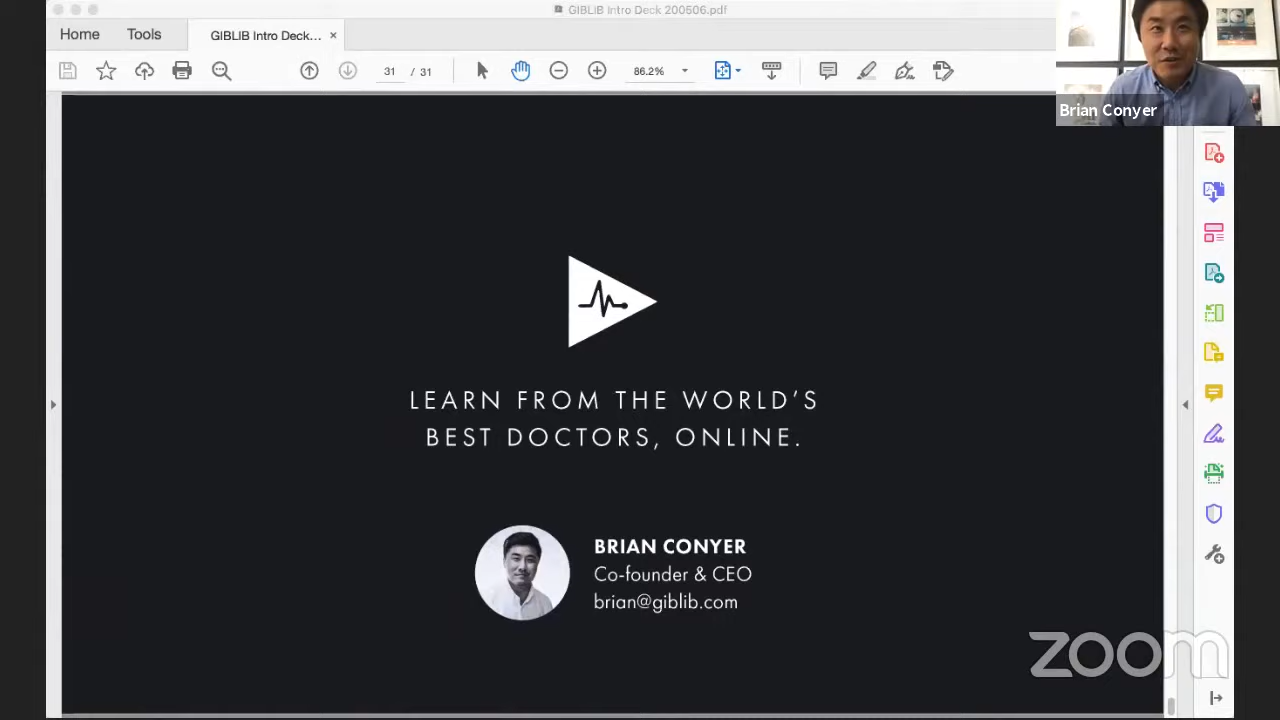 GIBLIB Intro Deck 200506.pdf
Home
Tools
GIBLIB Intro Deck... ×
31 / 31
86.2%
Brian Conyer
LEARN FROM THE WORLD'S
BEST DOCTORS, ONLINE.
BRIAN CONYER
Co-founder & CEO
brian@giblib.com
zoom